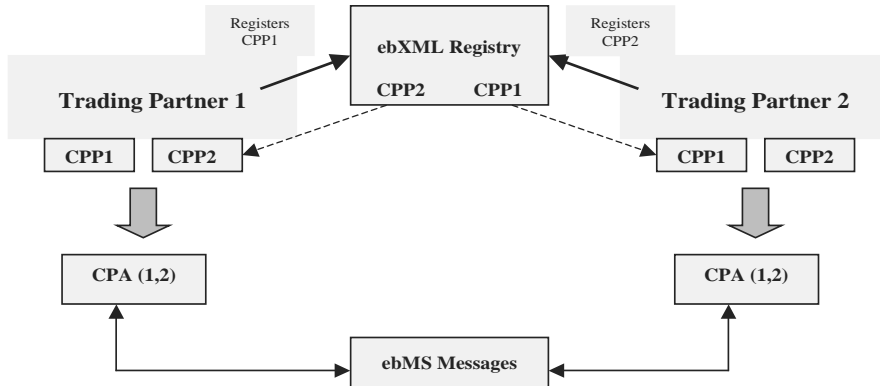 Registers
CPP1
ebXML Registry
Registers
CPP2
CPP2 CPP1
Trading Partner 1
Trading Partner 2
CPP1 CPP2
CPP1 CPP2
CPA (1,2)
CPA (1,2)
ebMS Messages